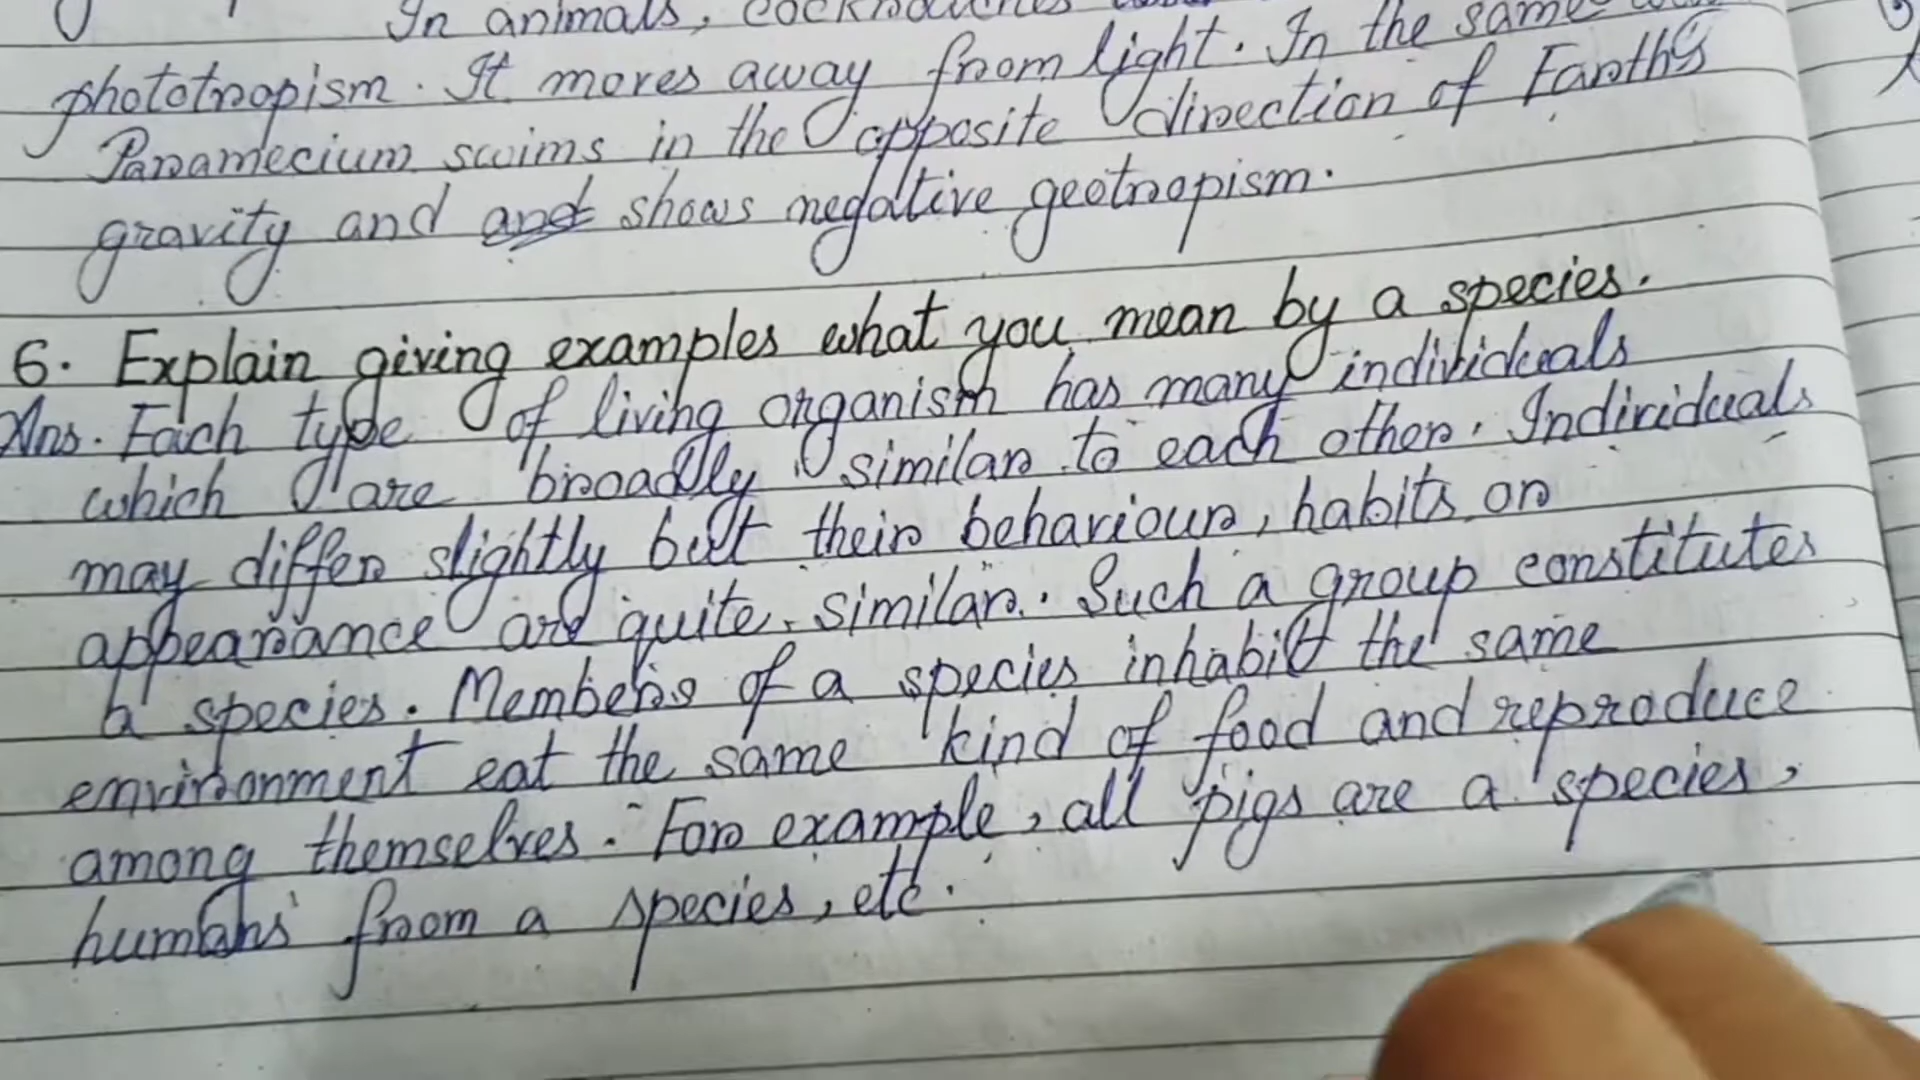 In animals, cockroaches
phototropism. It moves away from light. In the same
Paramecium swims in the opposite direction of Earth's
gravity and and shows negative geotropism.
6. Explain giving examples what you mean by a species.
Ans. Each type of living organism has many individuals
which are broadly similar to each other. Individuals
may differ slightly but their behaviour, habits or
appearance are quite similar. Such a group constitutes
a species. Members of a species inhabit the same
environment eat the same kind of food and reproduce
among themselves. For example, all pigs are a species,
humans from a species, etc.